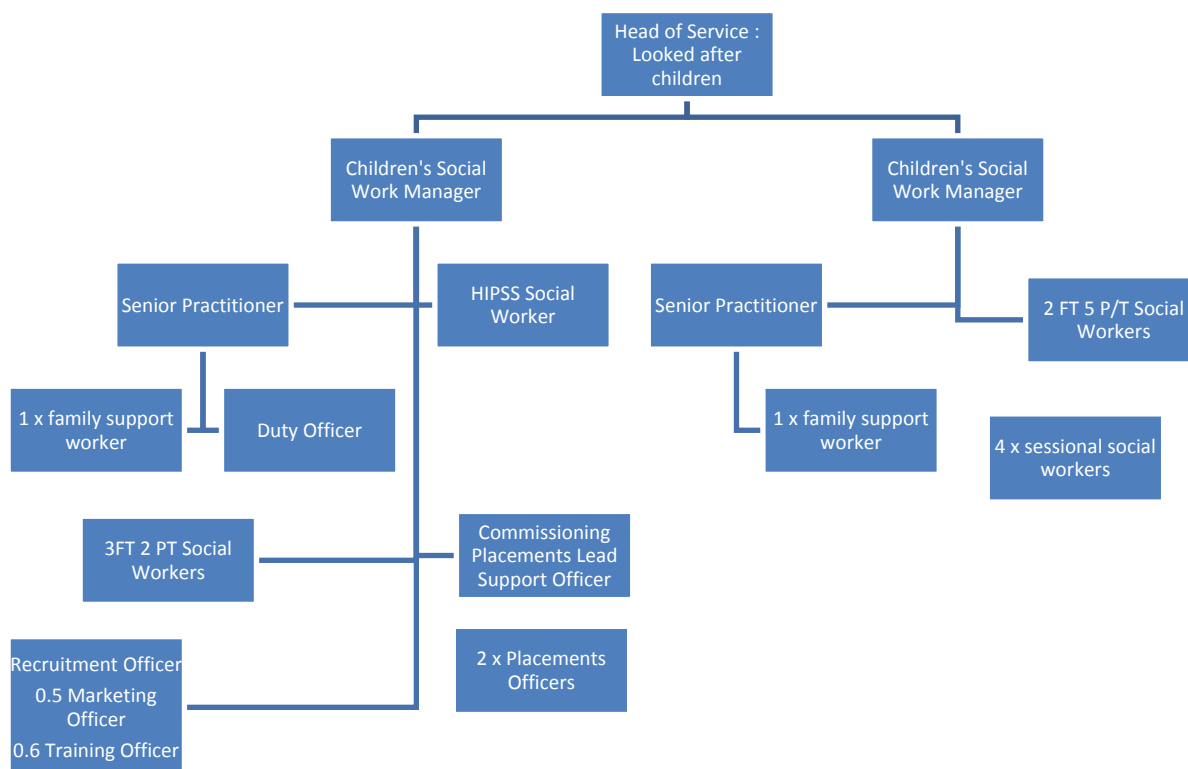 Head of Service :
Looked after
children
Children's Social
Work Manager
Children's Social
Work Manager
Senior Practitioner
HIPSS Social
Worker
Senior Practitioner
2 FT 5 P/T Social
Workers
1 x family support
worker
Duty Officer
1 x family support
worker
4 x sessional social
workers
3FT 2 PT Social
Workers
Commissioning
Placements Lead
Support Officer
Recruitment Officer
0.5 Marketing
Officer
0.6 Training Officer
2 x Placements
Officers